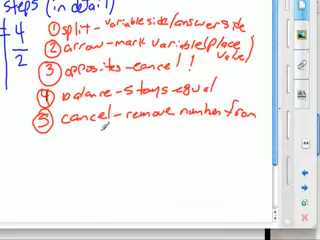 steps (in detail)
4
2
① split - variable side/answer side
② arrow - mark variable (place value)
③ opposites - cancel!!
④ balance - stays equal
⑤ cancel - remove number from